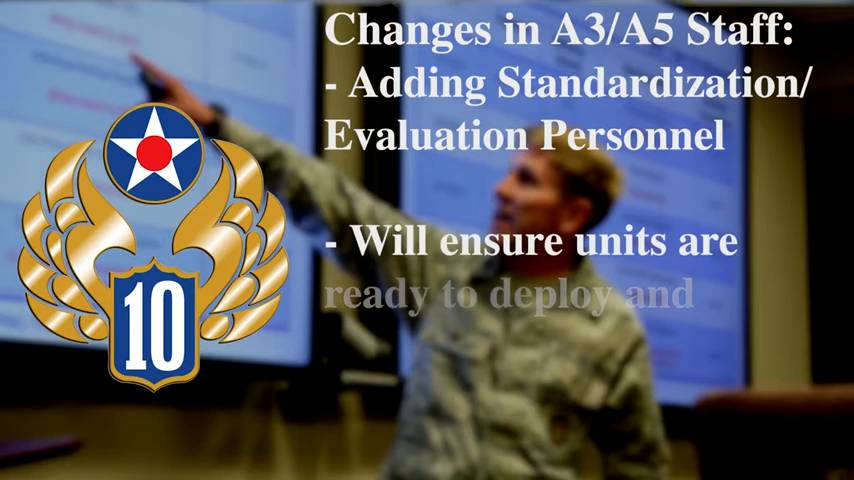 Changes in A3/A5 Staff:
- Adding Standardization/
Evaluation Personnel
- Will ensure units are
ready to deploy and
10